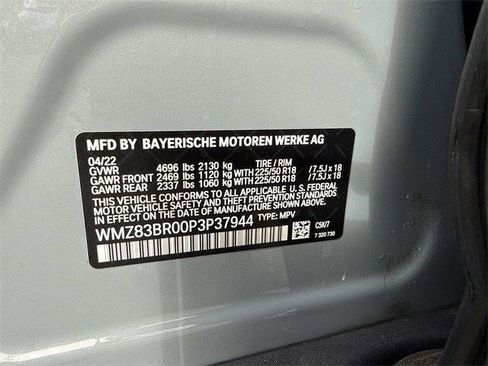 MFD BY BAYERISCHE MOTOREN WERKE AG
04/22
GVWR 4696 lbs 2130 kg TIRE / RIM
GAWR FRONT 2469 lbs 1120 kg WITH 225/50 R18 /7.5J x 18
GAWR REAR 2337 lbs 1060 kg WITH 225/50 R18 /7.5J x 18
THIS VEHICLE CONFORMS TO ALL APPLICABLE U. S. FEDERAL
MOTOR VEHICLE SAFETY, BUMPER, AND THEFT PREVENTION
STANDARDS IN EFFECT ON THE DATE OF MANUFACTURE
SHOWN ABOVE.
WMZ83BR00P3P37944 TYPE: MPV
CSKI7
7 320 730